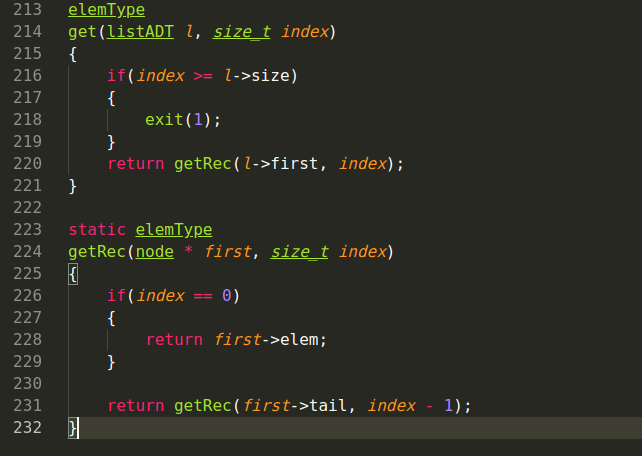 213 elemType
214 get(listADT l, size_t index)
215 {
216     if(index >= l->size)
217     {
218         exit(1);
219     }
220     return getRec(l->first, index);
221 }
222
223 static elemType
224 getRec(node * first, size_t index)
225 {
226     if(index == 0)
227     {
228         return first->elem;
229     }
230
231     return getRec(first->tail, index - 1);
232 }